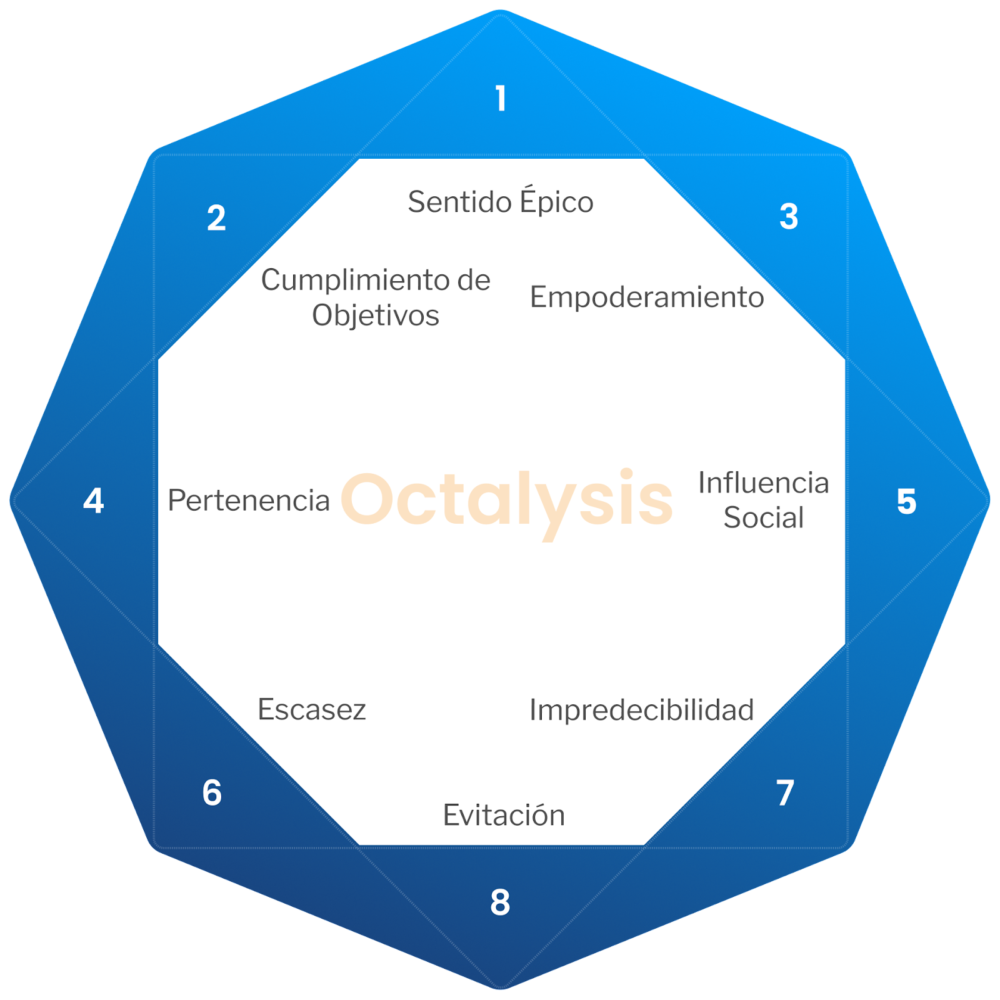 1
2
3
Sentido Épico
Cumplimiento de
Objetivos
Empoderamiento
4
Pertenencia
Octalysis
Influencia
Social
5
Escasez
Impredecibilidad
6
7
Evitación
8